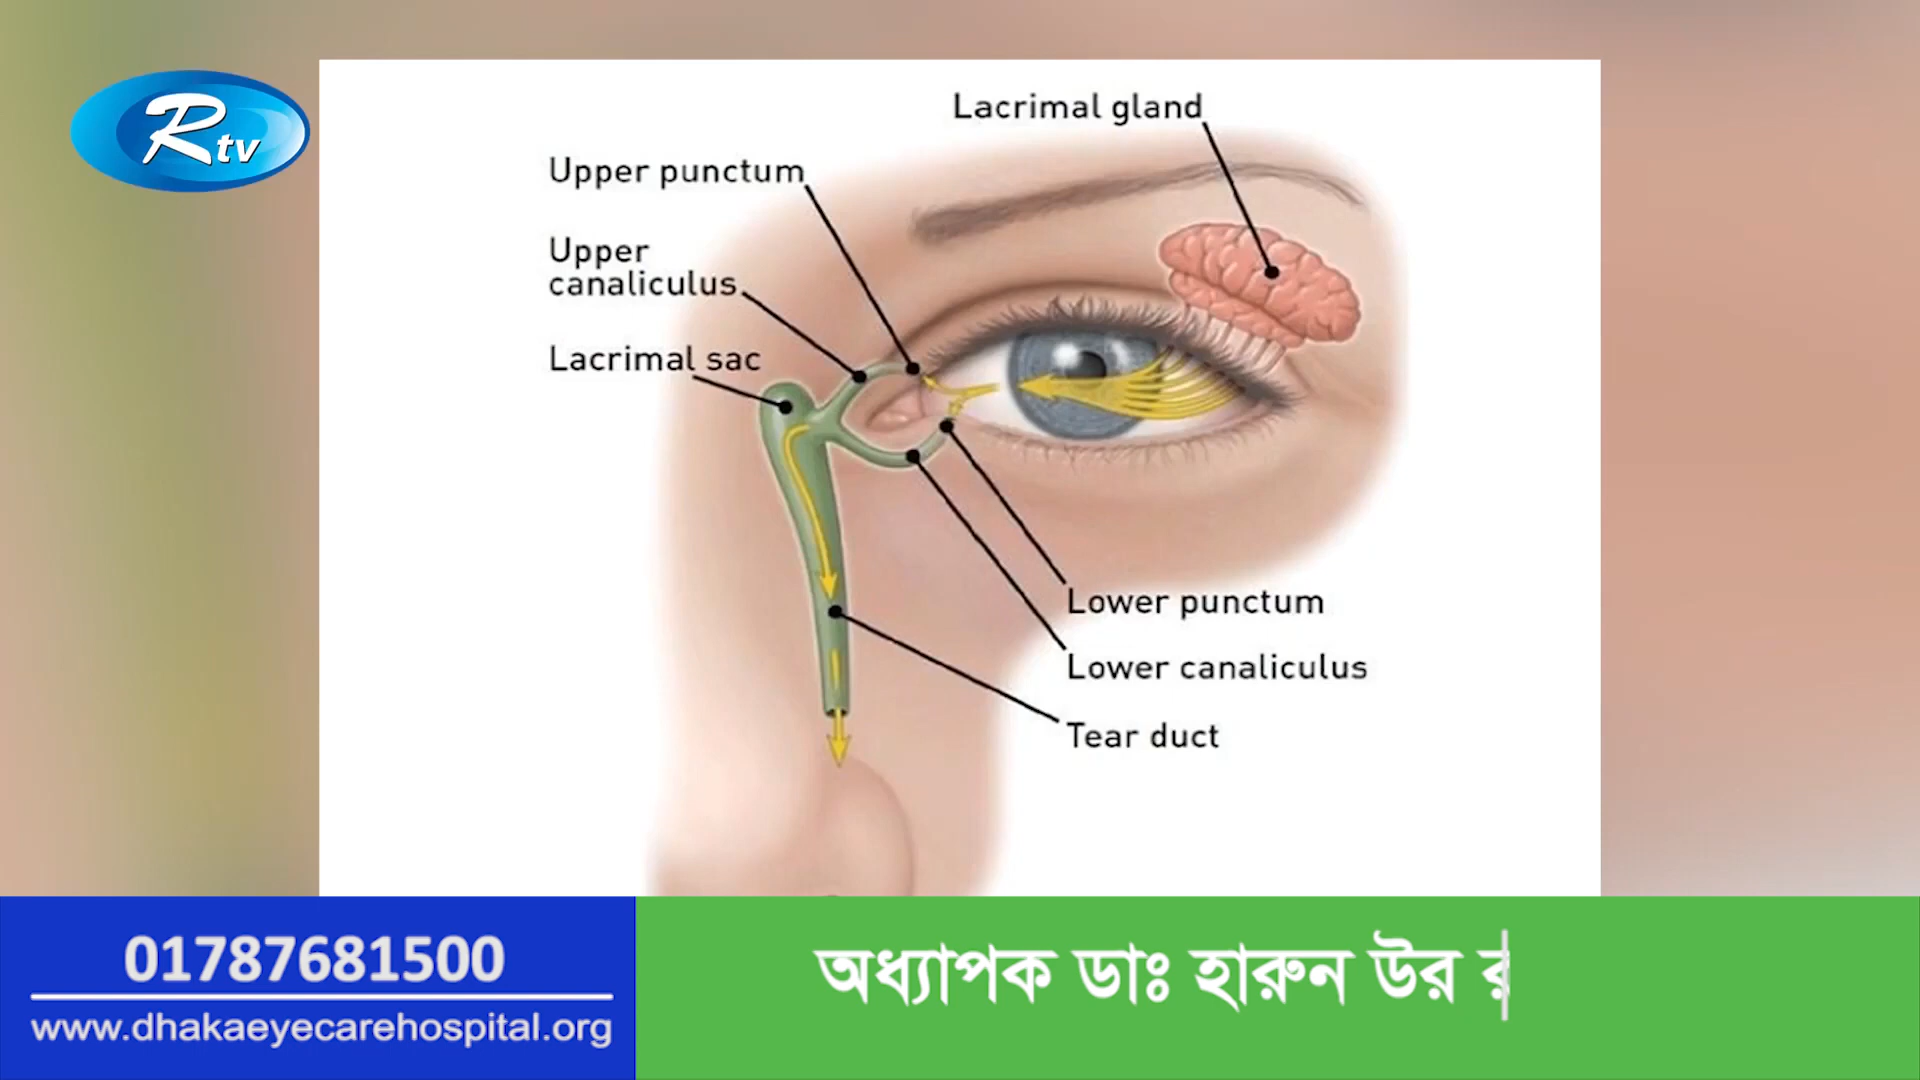 Rtv
Lacrimal gland
Upper punctum
Upper
canaliculus
Lacrimal sac
Lower punctum
Lower canaliculus
Tear duct
01787681500
www.dhakaeyecarehospital.org
অধ্যাপক ডাঃ হারুন উর